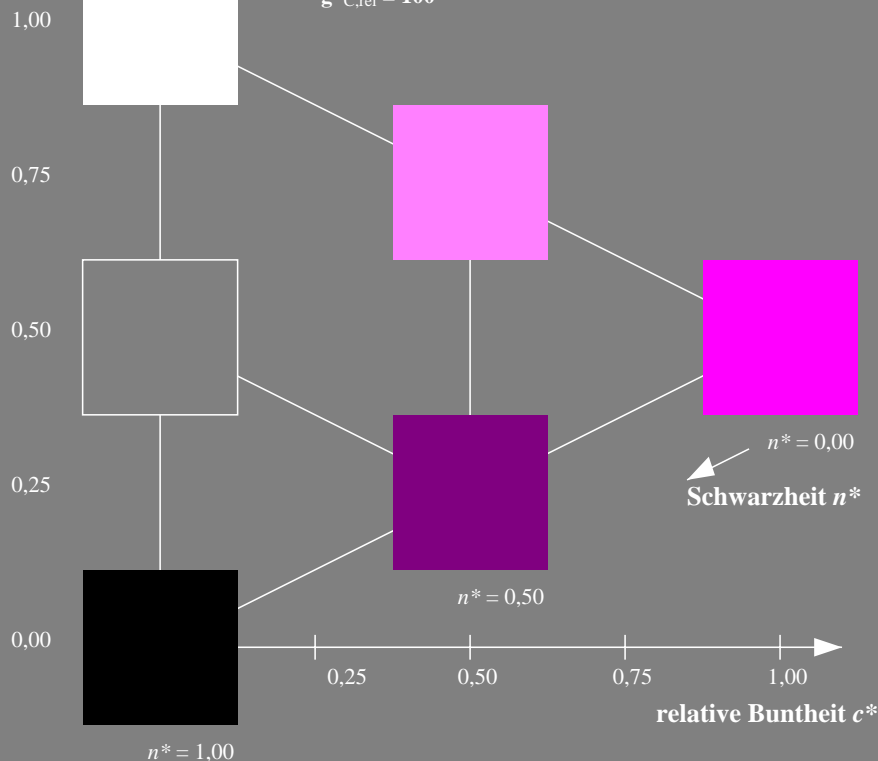 1,00
0,75
0,50
n* = 0,00
0,25
Schwarzheit n*
n* = 0,50
0,00
0,25 0,50 0,75 1,00
relative Buntheit c*
n* = 1,00